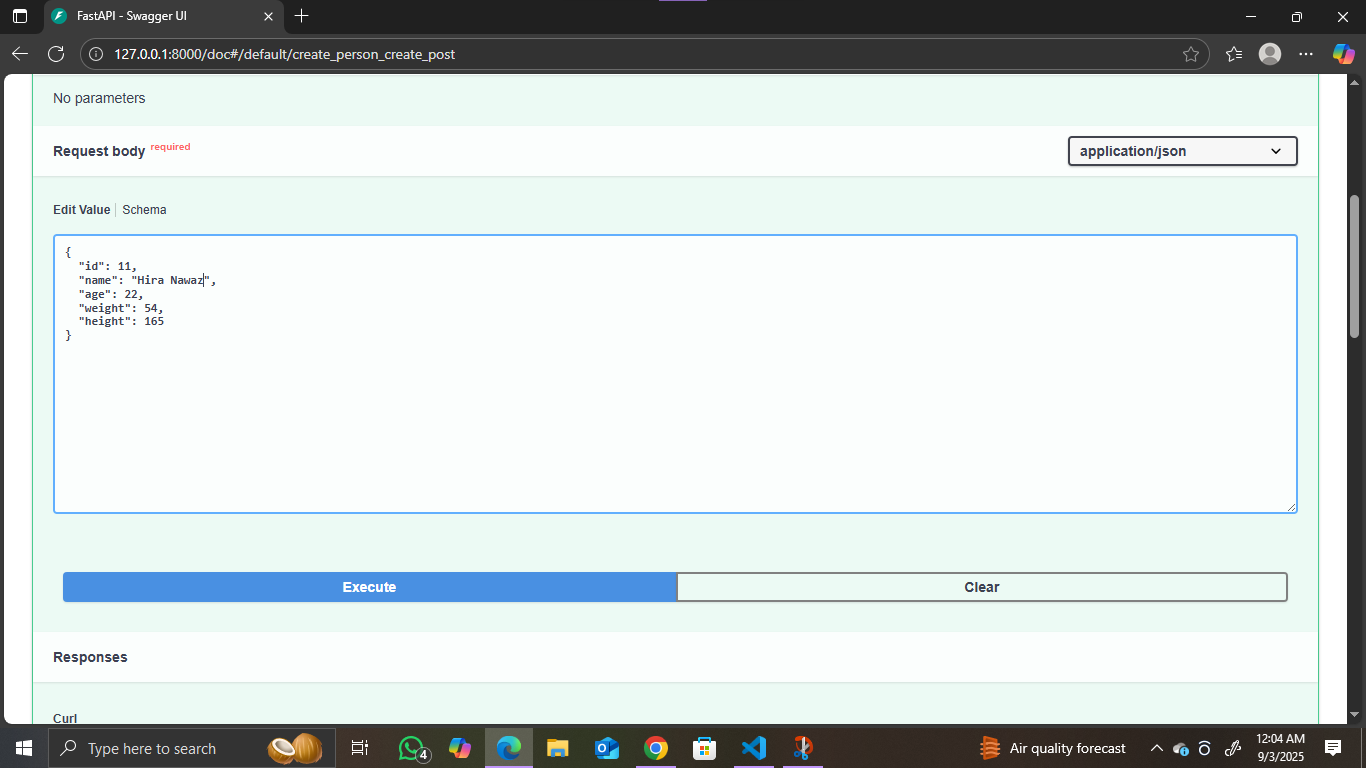 FastAPI - Swagger UI
127.0.0.1:8000/doc#/default/create_person_create_post
No parameters
Request body required
application/json
Edit Value Schema
{
"id": 11,
"name": "Hira Nawaz",
"age": 22,
"weight": 54,
"height": 165
}
Execute Clear
Responses
Curl
Type here to search
4
Air quality forecast
12:04 AM
9/3/2025